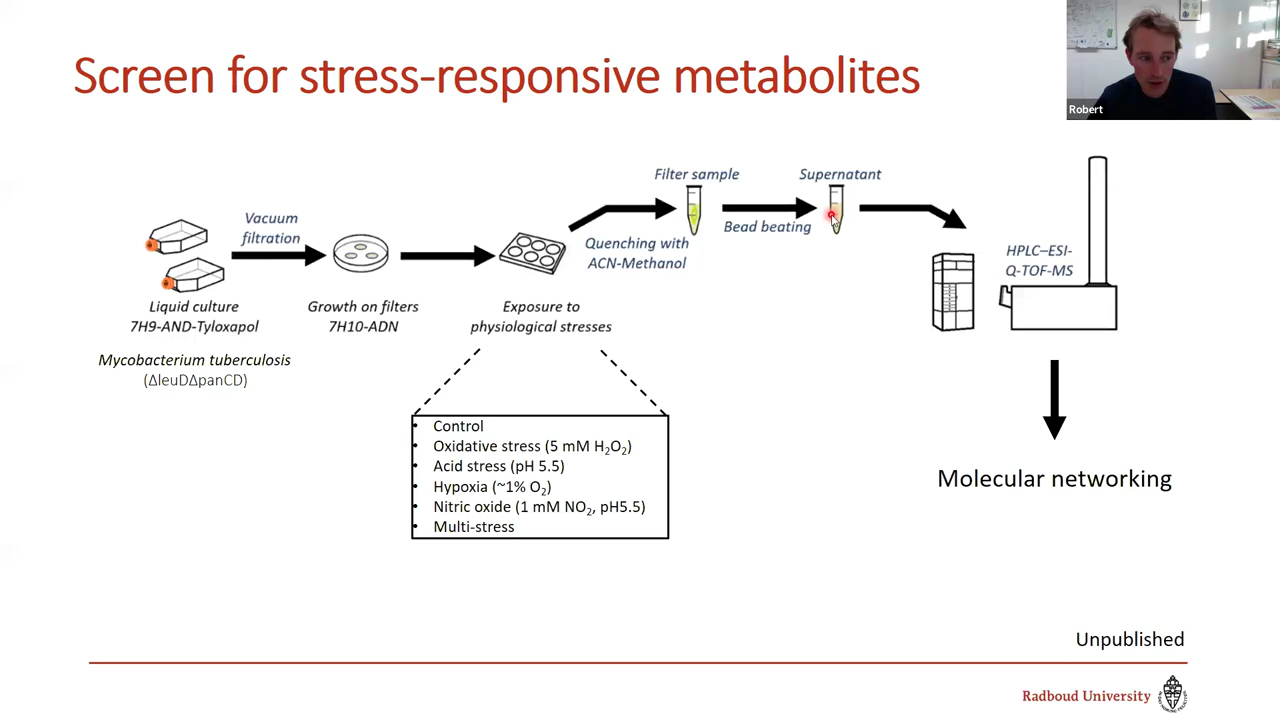 Screen for stress-responsive metabolites
Robert
Filter sample
Supernatant
Vacuum
filtration
Bead beating
Quenching with
ACN-Methanol
HPLC–ESI-
Q-TOF-MS
Liquid culture
7H9-AND-Tyloxapol
Growth on filters
7H10-ADN
Exposure to
physiological stresses
Mycobacterium tuberculosis
(ΔleuDΔpanCD)
• Control
• Oxidative stress (5 mM H₂O₂)
• Acid stress (pH 5.5)
• Hypoxia (~1% O₂)
• Nitric oxide (1 mM NO₂, pH5.5)
• Multi-stress
Molecular networking
Unpublished
Radboud University